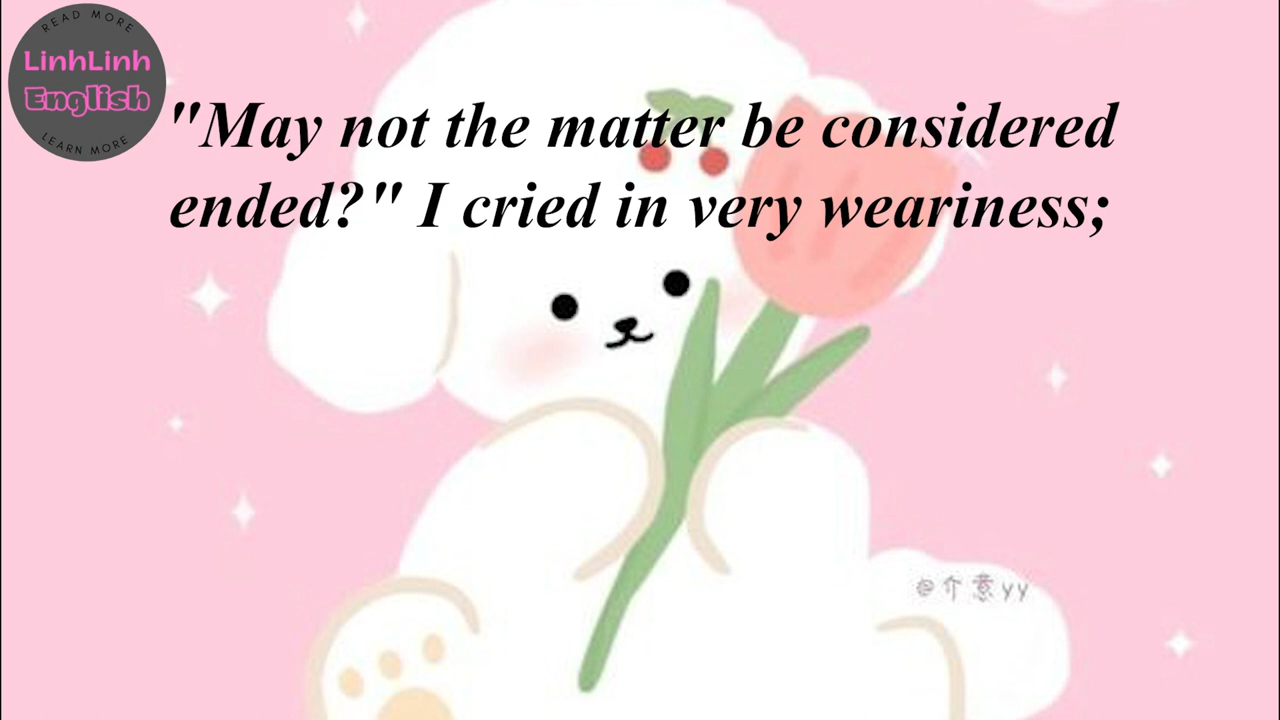 READ MORE
LinhLinh
English
LEARN MORE
"May not the matter be considered
ended?" I cried in very weariness;
@介意yy